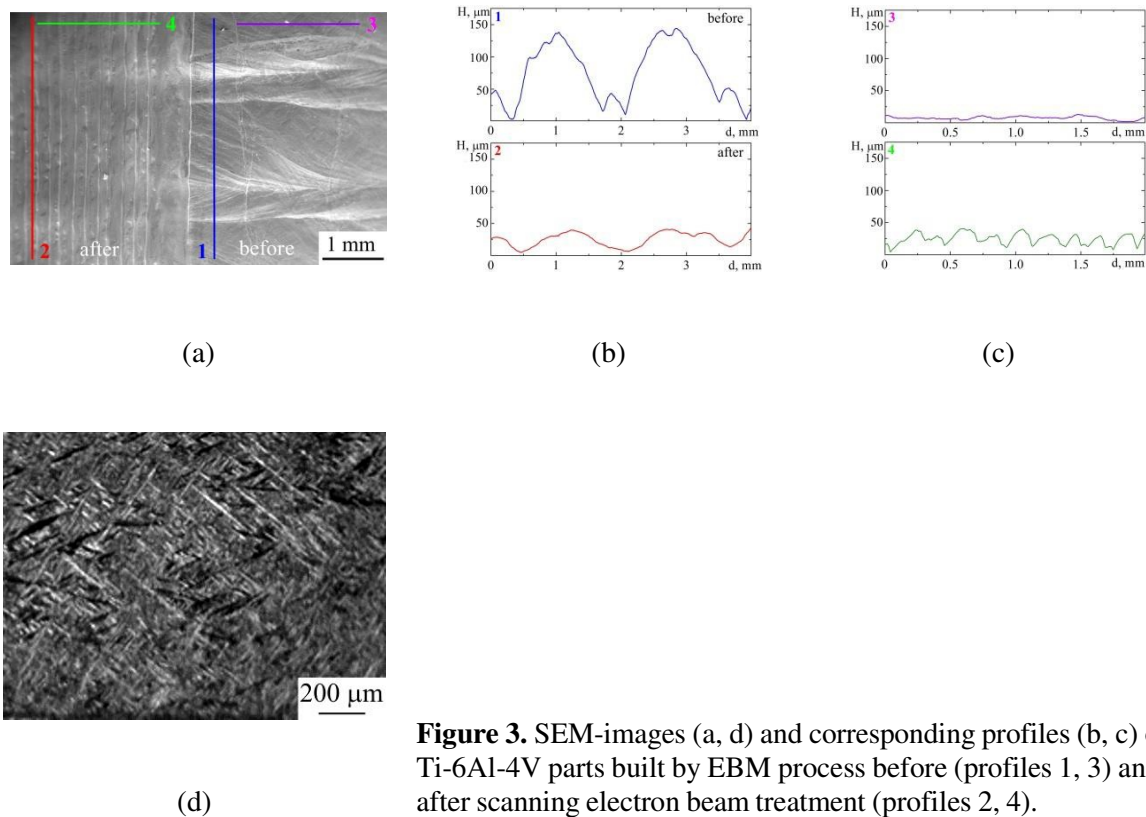 4
3
2
after
1
before
1 mm
(a)
H, μm
1
before
150
100
50
0
1
2
3
d, mm
H, μm
2
after
150
100
50
0
1
2
3
d, mm
(b)
3
H, μm
150
100
50
0
0.5
1.0
1.5
d, mm
4
H, μm
150
100
50
0
0.5
1.0
1.5
d, mm
(c)
200 μm
(d)
Figure 3. SEM-images (a, d) and corresponding profiles (b, c)
Ti-6Al-4V parts built by EBM process before (profiles 1, 3) an
after scanning electron beam treatment (profiles 2, 4).